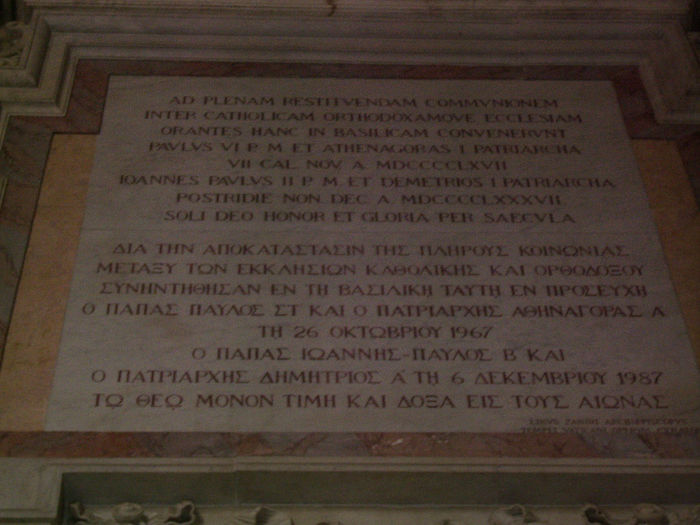 AD PLENAM RESTITVENDAM COMMVNIONEM
INTER CATHOLICAM ORTHODOXAMQVE ECCLESIAM
ORANTES HANC IN BASILICAM CONVENERVNT
PAVLVS VI P. M. ET ATHENAGORAS I PATRIARCHA
VII CAL. NOV. A. MDCCCCLXVII
IOANNES PAVLVS II P. M. ET DEMETRIOS I PATRIARCHA
POSTRIDIE NON. DEC. A. MDCCCCLXXXVII
SOLI DEO HONOR ET GLORIA PER SAECVLA
ΔΙΑ ΤΗΝ ΑΠΟΚΑΤΑΣΤΑΣΙΝ ΤΗΣ ΠΛΗΡΟΥΣ ΚΟΙΝΩΝΙΑΣ
ΜΕΤΑΞΥ ΤΩΝ ΕΚΚΛΗΣΙΩΝ ΚΑΘΟΛΙΚΗΣ ΚΑΙ ΟΡΘΟΔΟΞΟΥ
ΣΥΝΗΝΤΗΘΗΣΑΝ ΕΝ ΤΗ ΒΑΣΙΛΙΚΗ ΤΑΥΤΗ ΕΝ ΠΡΟΣΕΥΧΗ
Ο ΠΑΠΑΣ ΠΑΥΛΟΣ ΣΤ ΚΑΙ Ο ΠΑΤΡΙΑΡΧΗΣ ΑΘΗΝΑΓΟΡΑΣ Α
ΤΗ 26 ΟΚΤΩΒΡΙΟΥ 1967
Ο ΠΑΠΑΣ ΙΩΑΝΝΗΣ-ΠΑΥΛΟΣ Β΄ ΚΑΙ
Ο ΠΑΤΡΙΑΡΧΗΣ ΔΗΜΗΤΡΙΟΣ Α΄ ΤΗ 6 ΔΕΚΕΜΒΡΙΟΥ 1987
ΤΩ ΘΕΩ ΜΟΝΟΝ ΤΙΜΗ ΚΑΙ ΔΟΞΑ ΕΙΣ ΤΟΥΣ ΑΙΩΝΑΣ
ARCHIEPISCOPVS
TEMPLI VATICANI